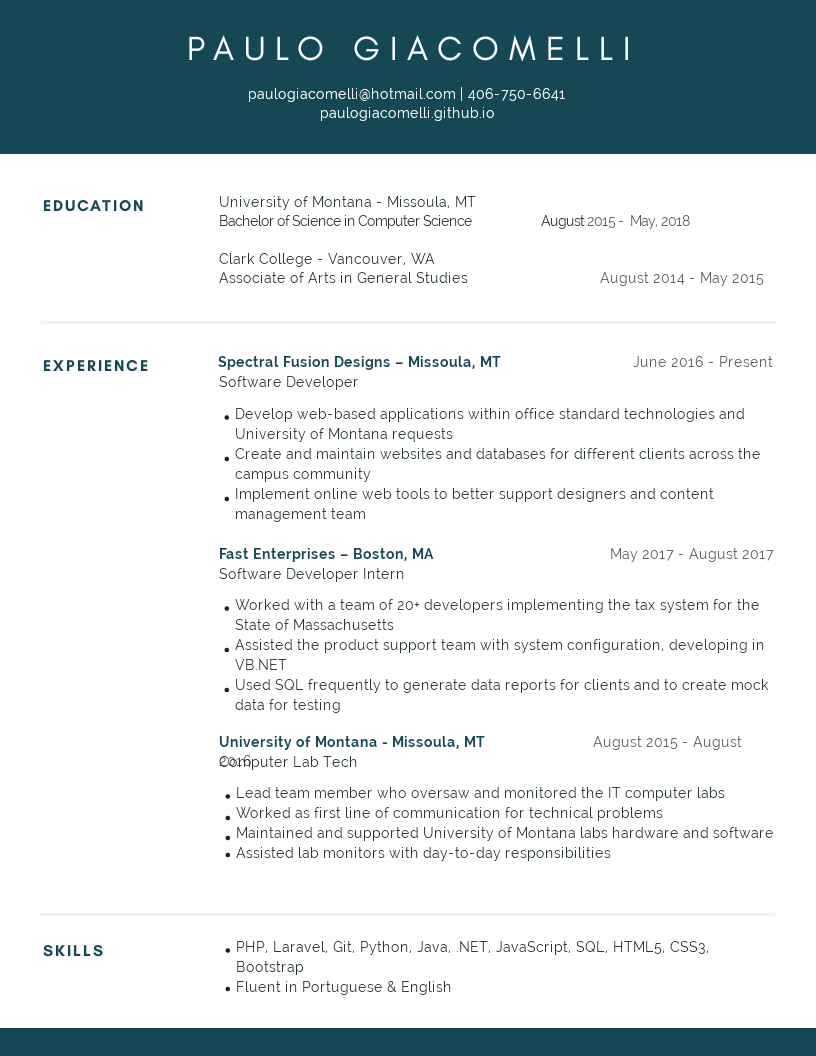 PAULO GIACOMELLI
paulogiacomelli@hotmail.com | 406-750-6641
paulogiacomelli.github.io
EDUCATION
University of Montana - Missoula, MT
Bachelor of Science in Computer Science August 2015 - May, 2018
Clark College - Vancouver, WA
Associate of Arts in General Studies August 2014 - May 2015
EXPERIENCE
Spectral Fusion Designs – Missoula, MT June 2016 - Present
Software Developer
• Develop web-based applications within office standard technologies and
University of Montana requests
• Create and maintain websites and databases for different clients across the
campus community
• Implement online web tools to better support designers and content
management team
Fast Enterprises – Boston, MA May 2017 - August 2017
Software Developer Intern
• Worked with a team of 20+ developers implementing the tax system for the
State of Massachusetts
• Assisted the product support team with system configuration, developing in
VB.NET
• Used SQL frequently to generate data reports for clients and to create mock
data for testing
University of Montana - Missoula, MT August 2015 - August
2016
Computer Lab Tech
• Lead team member who oversaw and monitored the IT computer labs
• Worked as first line of communication for technical problems
• Maintained and supported University of Montana labs hardware and software
• Assisted lab monitors with day-to-day responsibilities
SKILLS
• PHP, Laravel, Git, Python, Java, .NET, JavaScript, SQL, HTML5, CSS3,
Bootstrap
• Fluent in Portuguese & English